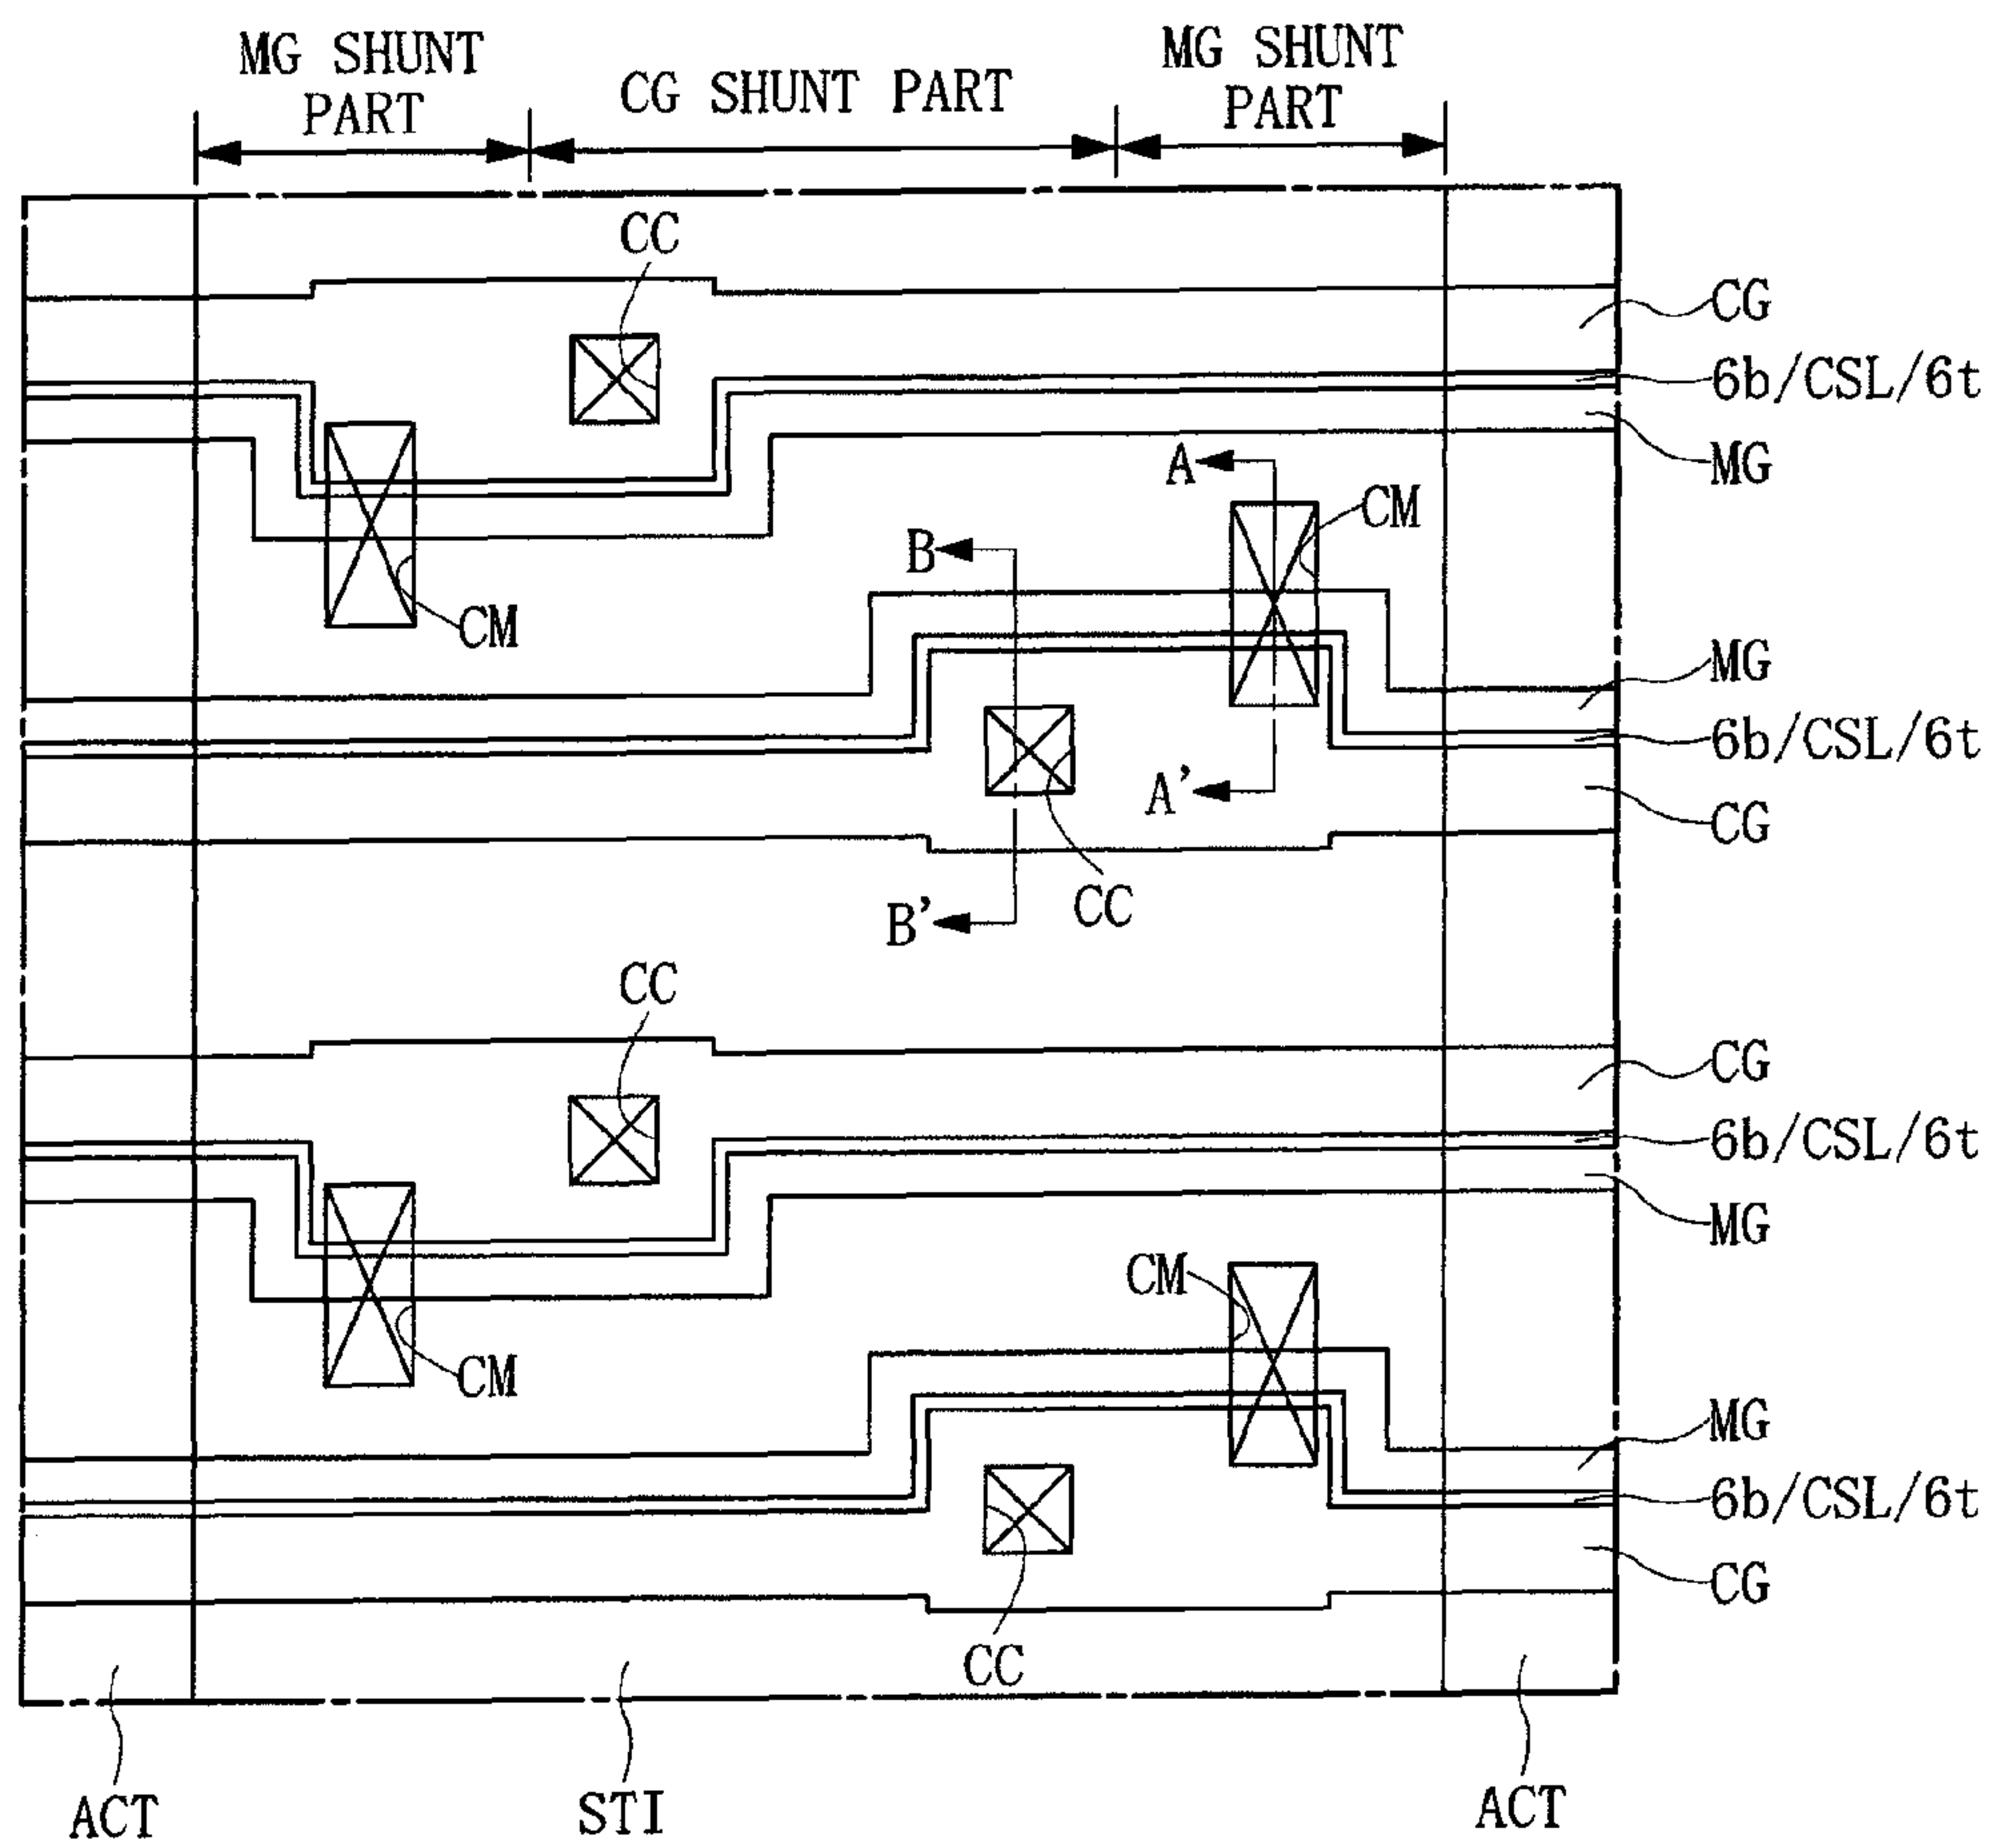 MG SHUNT
PART
CG SHUNT PART
MG SHUNT
PART
CC
CG
6b/CSL/6t
MG
A
CM
B
CM
MG
6b/CSL/6t
A'
CG
CC
B'
CC
CG
6b/CSL/6t
MG
CM
CM
MG
6b/CSL/6t
CG
CC
ACT
STI
ACT